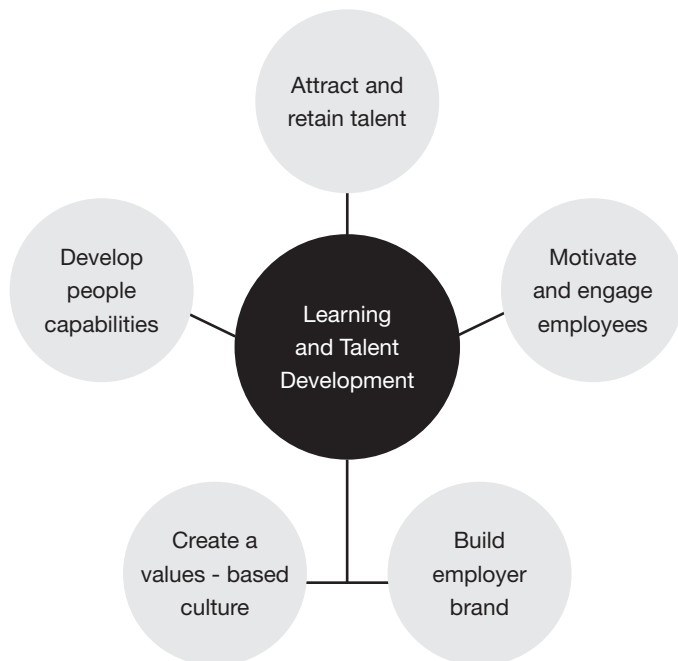 Attract and
retain talent
Develop
people
capabilities
Motivate
and engage
employees
Learning
and Talent
Development
Create a
values - based
culture
Build
employer
brand